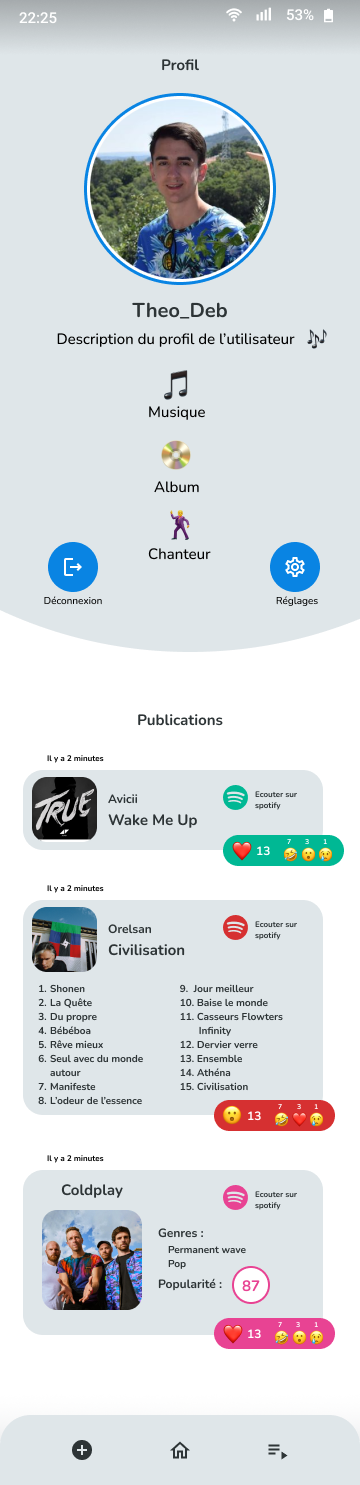 22:25
53%
Profil
Theo_Deb
Description du profil de l'utilisateur
Musique
Album
Chanteur
Déconnexion
Réglages
Publications
Il y a 2 minutes
TRUE
Avicii
Wake Me Up
Ecouter sur
spotify
13
7 3 1
Il y a 2 minutes
Orelsan
Civilisation
Ecouter sur
spotify
1. Shonen
2. La Quête
3. Du propre
4. Bébéboa
5. Rêve mieux
6. Seul avec du monde
autour
7. Manifeste
8. L'odeur de l'essence
9. Jour meilleur
10. Baise le monde
11. Casseurs Flowters
Infinity
12. Dervier verre
13. Ensemble
14. Athéna
15. Civilisation
13
7 3 1
Il y a 2 minutes
Coldplay
Ecouter sur
spotify
Genres :
Permanent wave
Pop
Popularité : 87
13
7 3 1